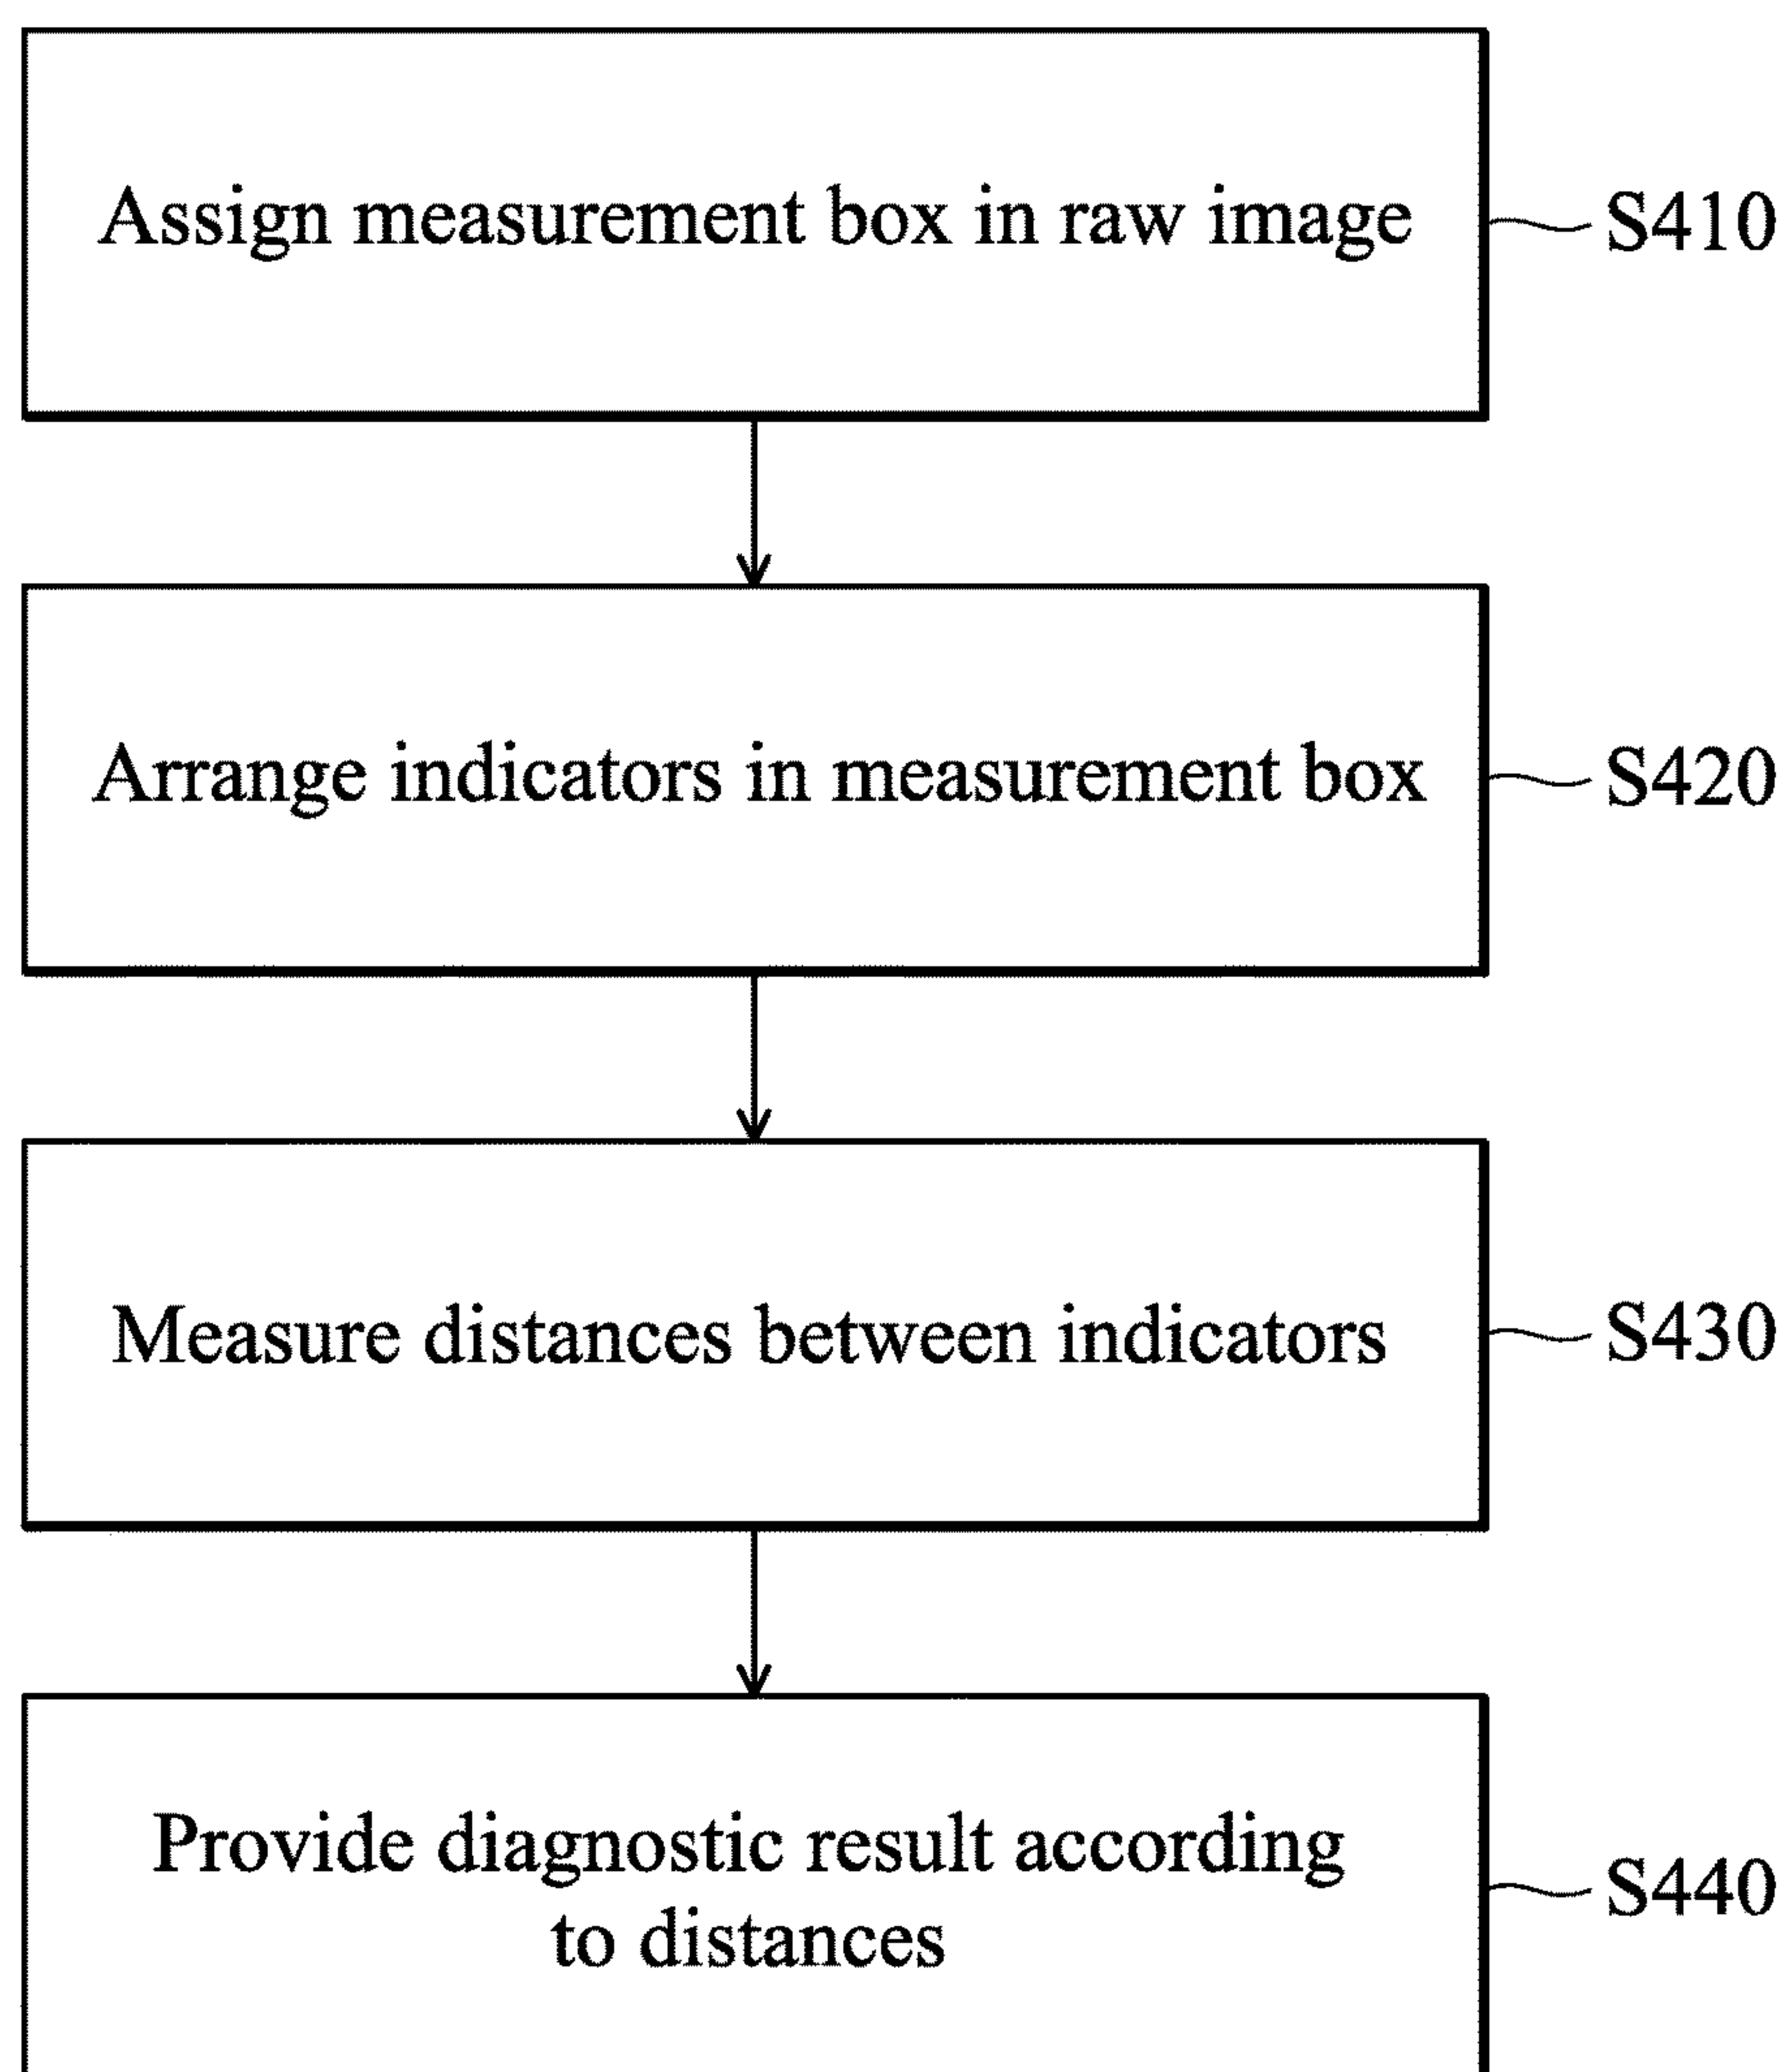 Assign measurement box in raw image
S410
Arrange indicators in measurement box
S420
Measure distances between indicators
S430
Provide diagnostic result according
to distances
S440